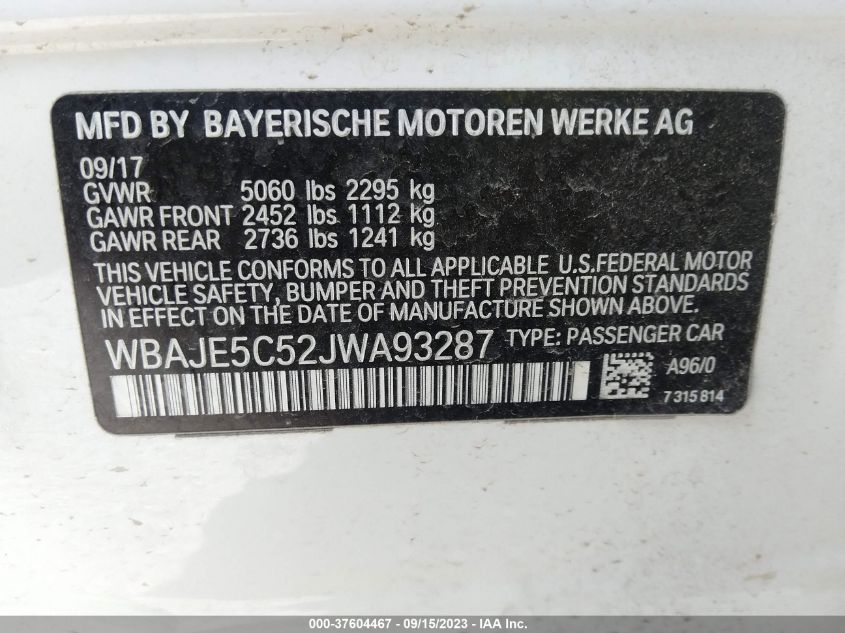 MFD BY BAYERISCHE MOTOREN WERKE AG
09/17
GVWR 5060 lbs 2295 kg
GAWR FRONT 2452 lbs 1112 kg
GAWR REAR 2736 lbs 1241 kg
THIS VEHICLE CONFORMS TO ALL APPLICABLE U.S.FEDERAL MOTOR
VEHICLE SAFETY, BUMPER AND THEFT PREVENTION STANDARDS
IN EFFECT ON THE DATE OF MANUFACTURE SHOWN ABOVE.
WBAJE5C52JWA93287 TYPE: PASSENGER CAR
A96/0
7 315 814
000-37604467 - 09/15/2023 - IAA Inc.